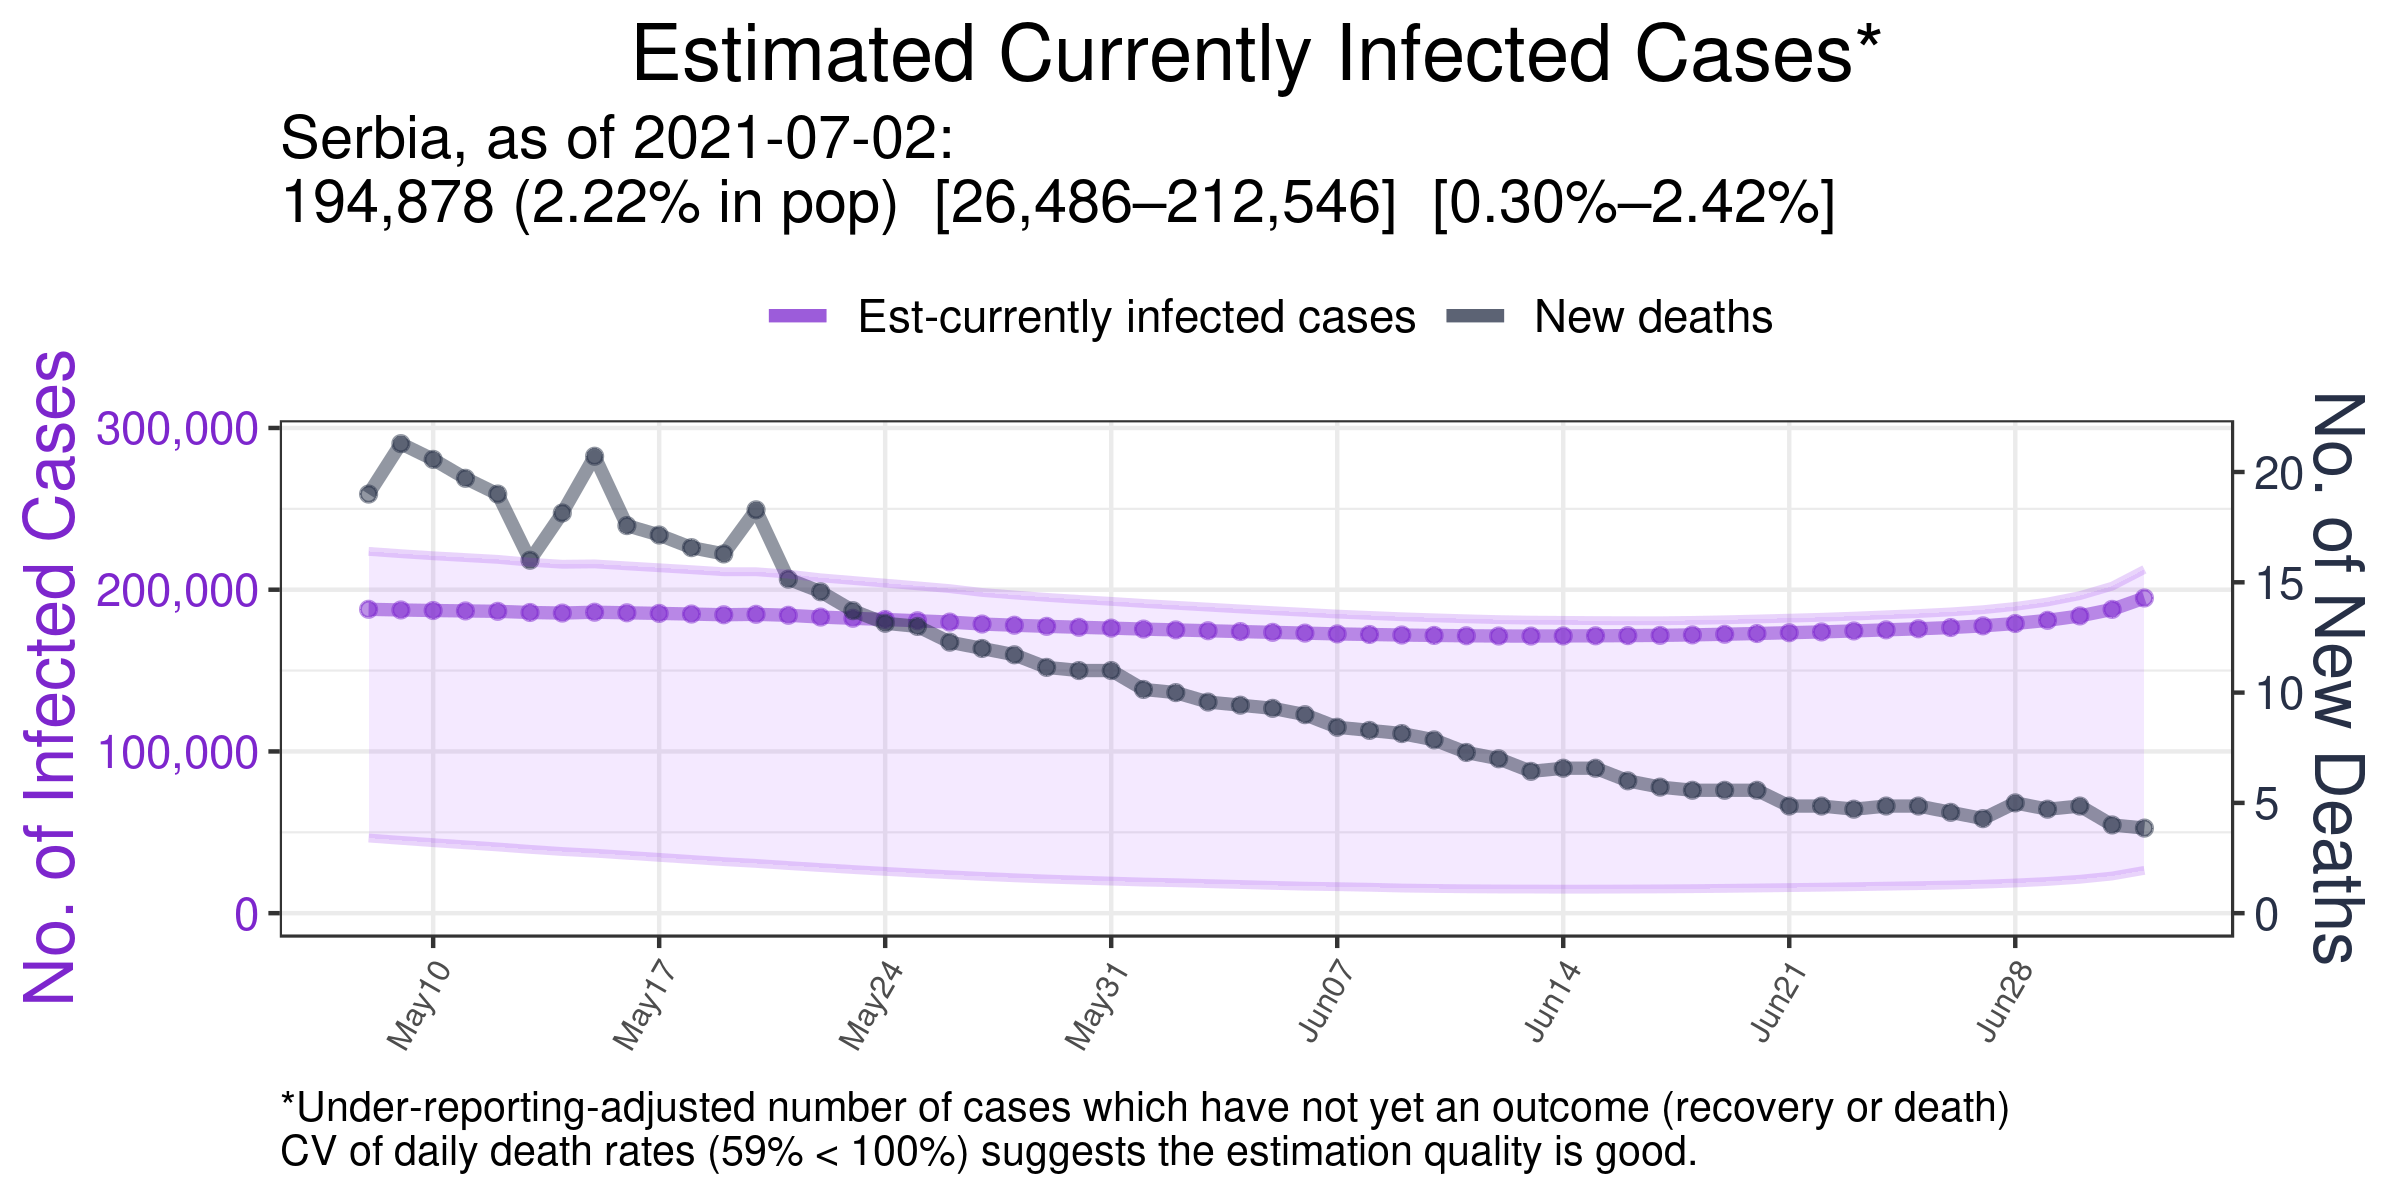 Estimated Currently Infected Cases*
Serbia, as of 2021-07-02:
194,878 (2.22% in pop)  [26,486–212,546]  [0.30%–2.42%]
Est-currently infected cases
New deaths
No. of Infected Cases
300,000
200,000
100,000
0
No. of New Deaths
20
15
10
5
0
May10
May17
May24
May31
Jun07
Jun14
Jun21
Jun28
*Under-reporting-adjusted number of cases which have not yet an outcome (recovery or death)
CV of daily death rates (59% < 100%) suggests the estimation quality is good.